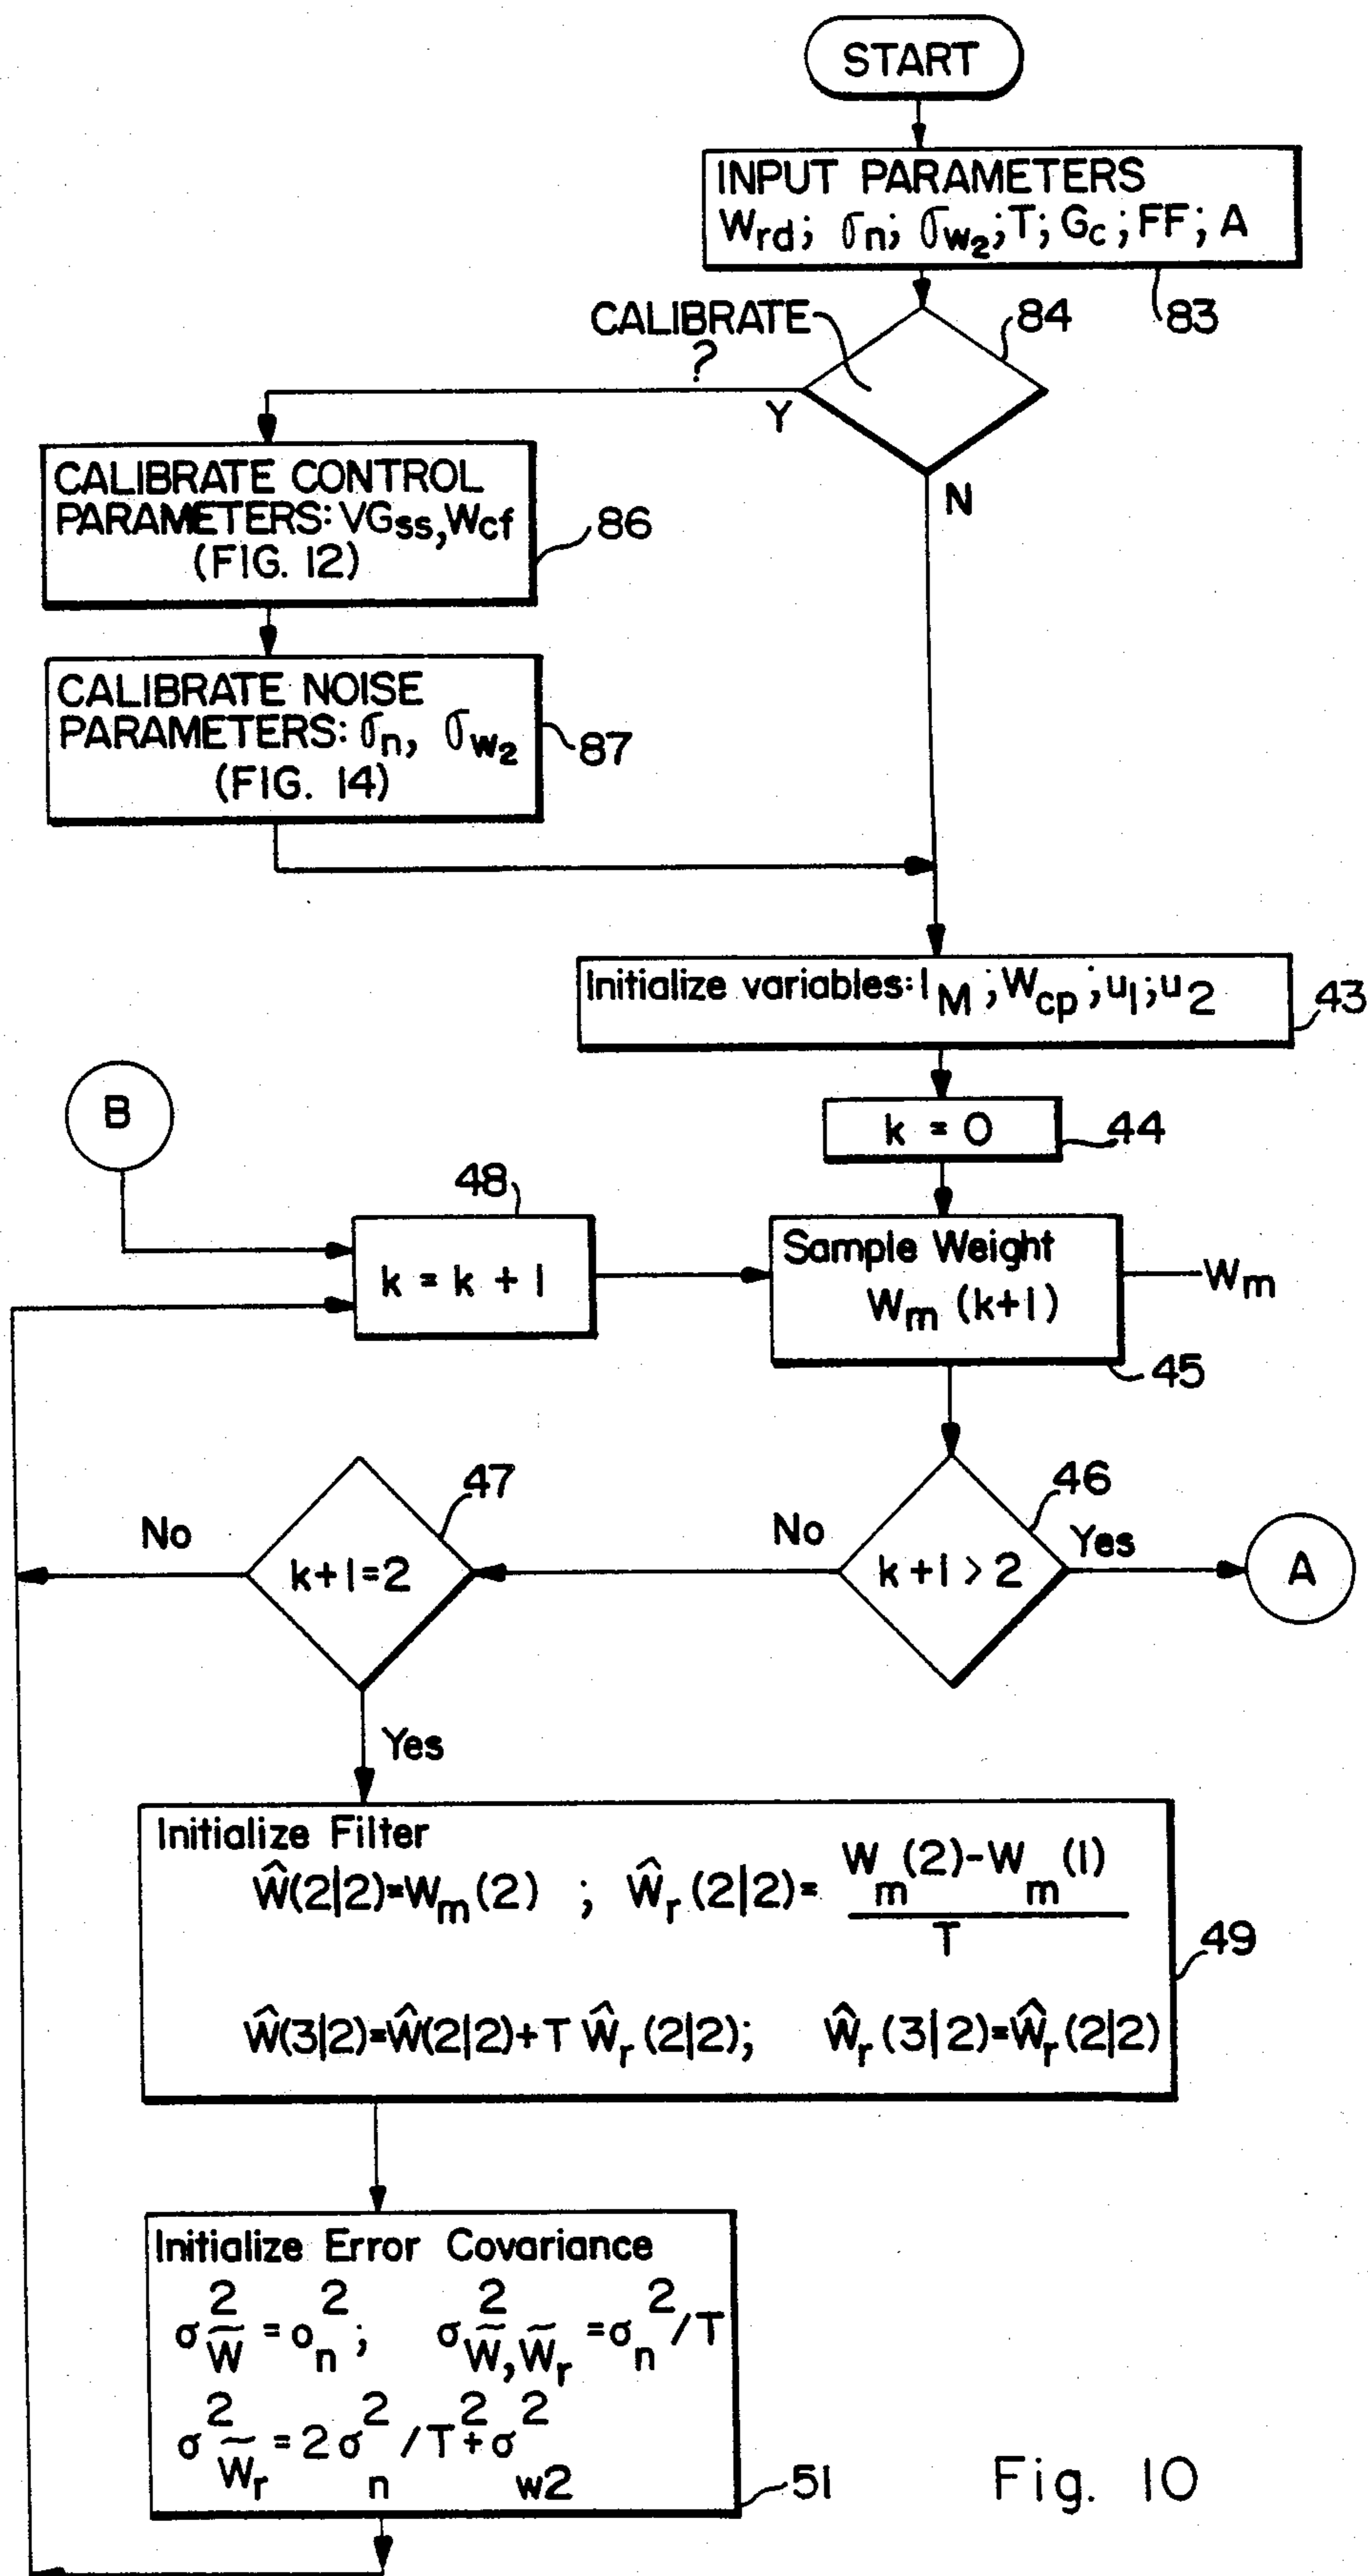 START
INPUT PARAMETERS
Wrd; σn; σw2; T; Gc; FF; A
83
CALIBRATE
?
84
Y
N
CALIBRATE CONTROL
PARAMETERS: VGss, Wcf
(FIG. 12)
86
CALIBRATE NOISE
PARAMETERS: σn, σw2
(FIG. 14)
87
Initialize variables: IM; Wcp; u1; u2
43
B
k = 0
44
48
k = k + 1
Sample Weight
Wm (k+1)
Wm
45
47
46
No
k+1=2
No
k+1 > 2
Yes
A
Yes
Initialize Filter
Ŵ(2|2)=Wm(2) ; Ŵr(2|2)= Wm(2)-Wm(1) / T
49
Ŵ(3|2)=Ŵ(2|2)+T Ŵr(2|2); Ŵr(3|2)=Ŵr(2|2)
Initialize Error Covariance
σ²W̃ = σ²n; σ²W̃,W̃r = σn²/T
σ²W̃r = 2σ²n/T²+σ²w2
51
Fig. 10